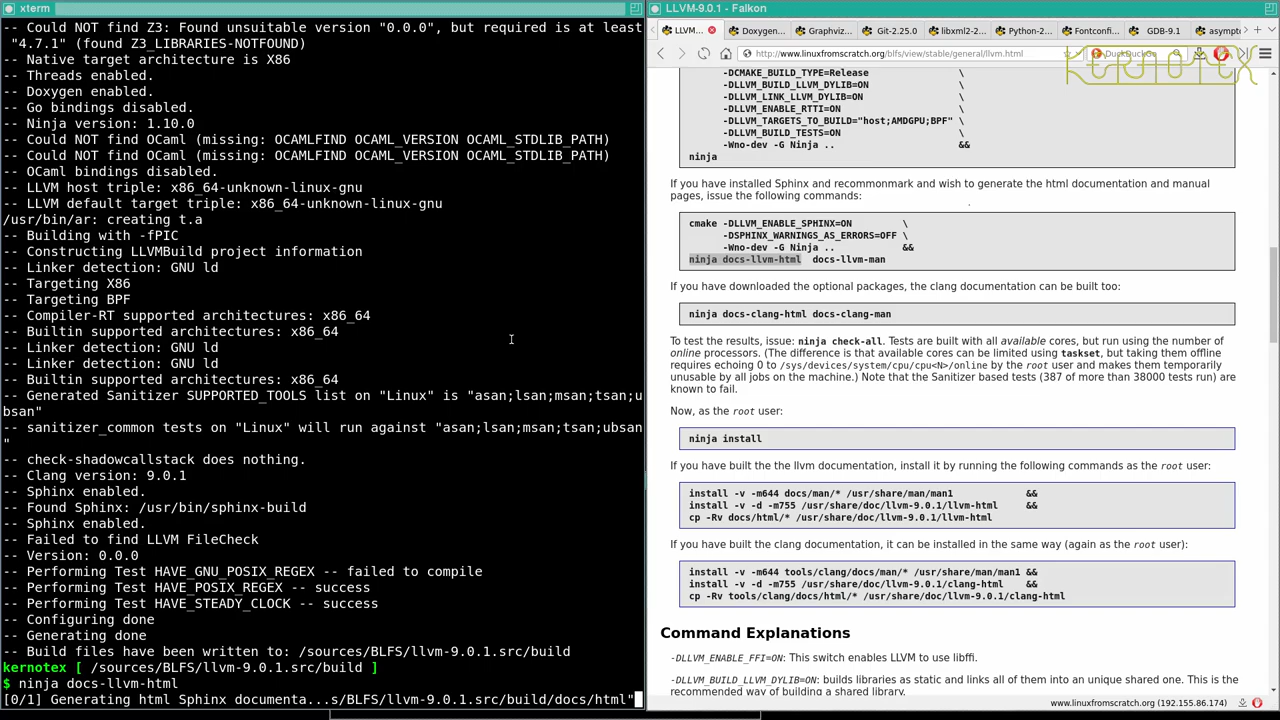 xterm
-- Could NOT find Z3: Found unsuitable version "0.0.0", but required is at least
 "4.7.1" (found Z3_LIBRARIES-NOTFOUND)
-- Native target architecture is X86
-- Threads enabled.
-- Doxygen enabled.
-- Go bindings disabled.
-- Ninja version: 1.10.0
-- Could NOT find OCaml (missing: OCAMLFIND OCAML_VERSION OCAML_STDLIB_PATH)
-- Could NOT find OCaml (missing: OCAMLFIND OCAML_VERSION OCAML_STDLIB_PATH)
-- OCaml bindings disabled.
-- LLVM host triple: x86_64-unknown-linux-gnu
-- LLVM default target triple: x86_64-unknown-linux-gnu
/usr/bin/ar: creating t.a
-- Building with -fPIC
-- Constructing LLVMBuild project information
-- Linker detection: GNU ld
-- Targeting X86
-- Targeting BPF
-- Compiler-RT supported architectures: x86_64
-- Builtin supported architectures: x86_64
-- Linker detection: GNU ld
-- Linker detection: GNU ld
-- Builtin supported architectures: x86_64
-- Generated Sanitizer SUPPORTED_TOOLS list on "Linux" is "asan;lsan;msan;tsan;u
bsan"
-- sanitizer_common tests on "Linux" will run against "asan;lsan;msan;tsan;ubsan
"
-- check-shadowcallstack does nothing.
-- Clang version: 9.0.1
-- Sphinx enabled.
-- Found Sphinx: /usr/bin/sphinx-build
-- Sphinx enabled.
-- Failed to find LLVM FileCheck
-- Version: 0.0.0
-- Performing Test HAVE_GNU_POSIX_REGEX -- failed to compile
-- Performing Test HAVE_POSIX_REGEX -- success
-- Performing Test HAVE_STEADY_CLOCK -- success
-- Configuring done
-- Generating done
-- Build files have been written to: /sources/BLFS/llvm-9.0.1.src/build
kernotex [ /sources/BLFS/llvm-9.0.1.src/build ]
$ ninja docs-llvm-html
[0/1] Generating html Sphinx documenta...s/BLFS/llvm-9.0.1.src/build/docs/html"
LLVM-9.0.1 - Falkon
LLVM... Doxygen... Graphviz... Git-2.25.0 libxml2-2... Python-2... Fontconfi... GDB-9.1 asympto
http://www.linuxfromscratch.org/blfs/view/stable/general/llvm.html DuckDuckGo
KERNOTEX
-DCMAKE_BUILD_TYPE=Release \
-DLLVM_BUILD_LLVM_DYLIB=ON \
-DLLVM_LINK_LLVM_DYLIB=ON \
-DLLVM_ENABLE_RTTI=ON \
-DLLVM_TARGETS_TO_BUILD="host;AMDGPU;BPF" \
-DLLVM_BUILD_TESTS=ON \
-Wno-dev -G Ninja .. &&
ninja
If you have installed Sphinx and recommonmark and wish to generate the html documentation and manual
pages, issue the following commands:
cmake -DLLVM_ENABLE_SPHINX=ON \
-DSPHINX_WARNINGS_AS_ERRORS=OFF \
-Wno-dev -G Ninja .. &&
ninja docs-llvm-html docs-llvm-man
If you have downloaded the optional packages, the clang documentation can be built too:
ninja docs-clang-html docs-clang-man
To test the results, issue: ninja check-all. Tests are built with all available cores, but run using the number of
online processors. (The difference is that available cores can be limited using taskset, but taking them offline
requires echoing 0 to /sys/devices/system/cpu/cpu<N>/online by the root user and makes them temporarily
unusable by all jobs on the machine.) Note that the Sanitizer based tests (387 of more than 38000 tests run) are
known to fail.
Now, as the root user:
ninja install
If you have built the the llvm documentation, install it by running the following commands as the root user:
install -v -m644 docs/man/* /usr/share/man/man1 &&
install -v -d -m755 /usr/share/doc/llvm-9.0.1/llvm-html &&
cp -Rv docs/html/* /usr/share/doc/llvm-9.0.1/llvm-html
If you have built the clang documentation, it can be installed in the same way (again as the root user):
install -v -m644 tools/clang/docs/man/* /usr/share/man/man1 &&
install -v -d -m755 /usr/share/doc/llvm-9.0.1/clang-html &&
cp -Rv tools/clang/docs/html/* /usr/share/doc/llvm-9.0.1/clang-html
Command Explanations
-DLLVM_ENABLE_FFI=ON: This switch enables LLVM to use libffi.
-DLLVM_BUILD_LLVM_DYLIB=ON: builds libraries as static and links all of them into an unique shared one. This is the
recommended way of building a shared library.
www.linuxfromscratch.org (192.155.86.174)